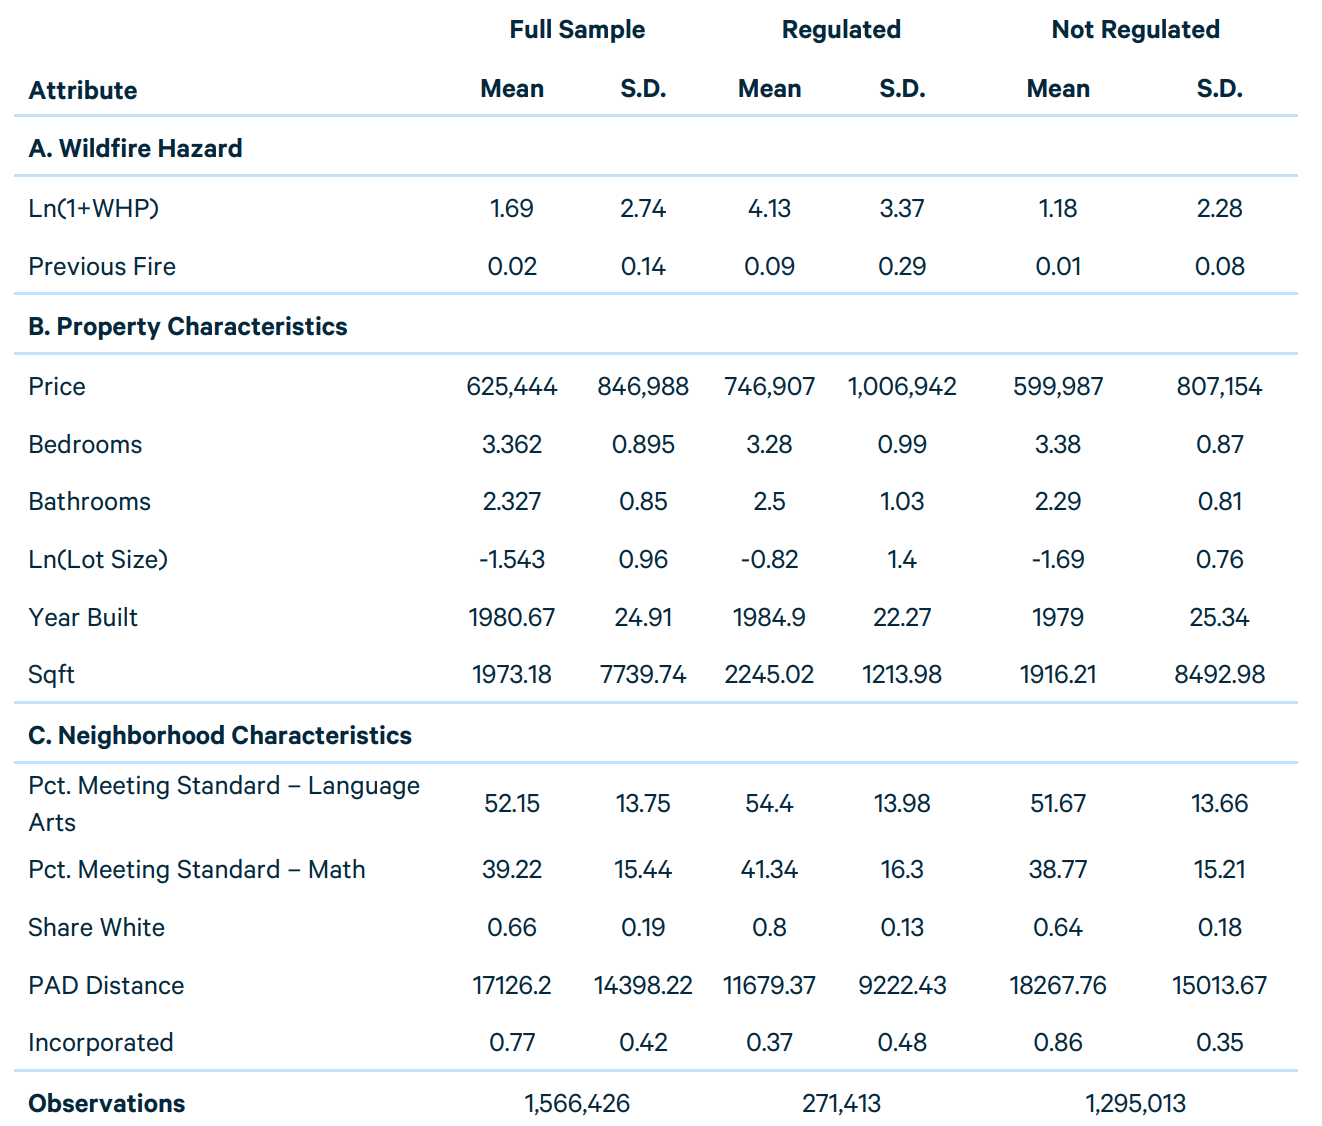 Full Sample Regulated Not Regulated
Attribute Mean S.D. Mean S.D. Mean S.D.
A. Wildfire Hazard
Ln(1+WHP) 1.69 2.74 4.13 3.37 1.18 2.28
Previous Fire 0.02 0.14 0.09 0.29 0.01 0.08
B. Property Characteristics
Price 625,444 846,988 746,907 1,006,942 599,987 807,154
Bedrooms 3.362 0.895 3.28 0.99 3.38 0.87
Bathrooms 2.327 0.85 2.5 1.03 2.29 0.81
Ln(Lot Size) -1.543 0.96 -0.82 1.4 -1.69 0.76
Year Built 1980.67 24.91 1984.9 22.27 1979 25.34
Sqft 1973.18 7739.74 2245.02 1213.98 1916.21 8492.98
C. Neighborhood Characteristics
Pct. Meeting Standard – Language
Arts 52.15 13.75 54.4 13.98 51.67 13.66
Pct. Meeting Standard – Math 39.22 15.44 41.34 16.3 38.77 15.21
Share White 0.66 0.19 0.8 0.13 0.64 0.18
PAD Distance 17126.2 14398.22 11679.37 9222.43 18267.76 15013.67
Incorporated 0.77 0.42 0.37 0.48 0.86 0.35
Observations 1,566,426 271,413 1,295,013